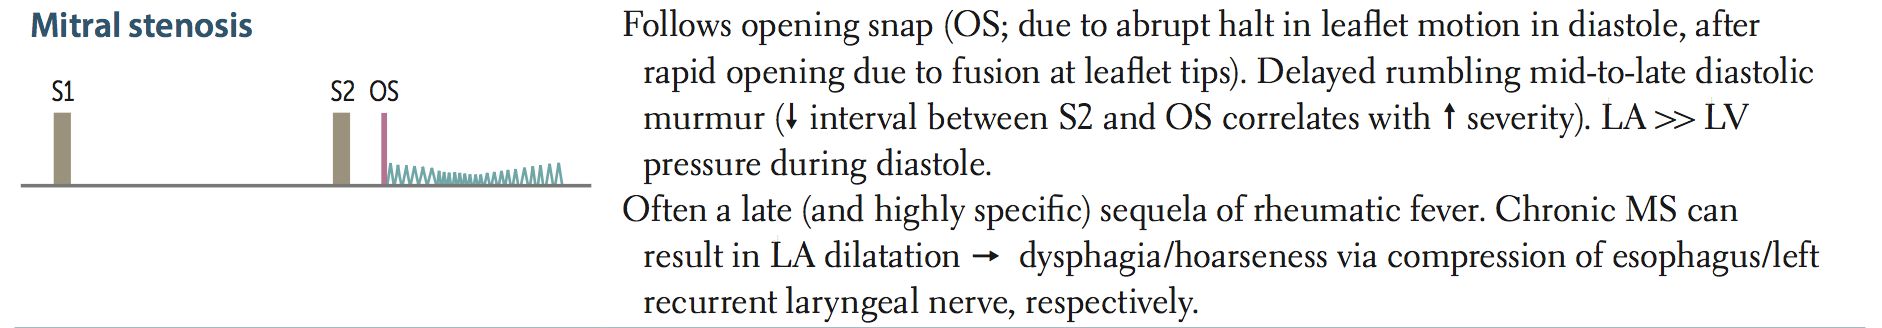 Mitral stenosis
S1
S2 OS
Follows opening snap (OS; due to abrupt halt in leaflet motion in diastole, after
rapid opening due to fusion at leaflet tips). Delayed rumbling mid-to-late diastolic
murmur (↓ interval between S2 and OS correlates with ↑ severity). LA >> LV
pressure during diastole.
Often a late (and highly specific) sequela of rheumatic fever. Chronic MS can
result in LA dilatation → dysphagia/hoarseness via compression of esophagus/left
recurrent laryngeal nerve, respectively.